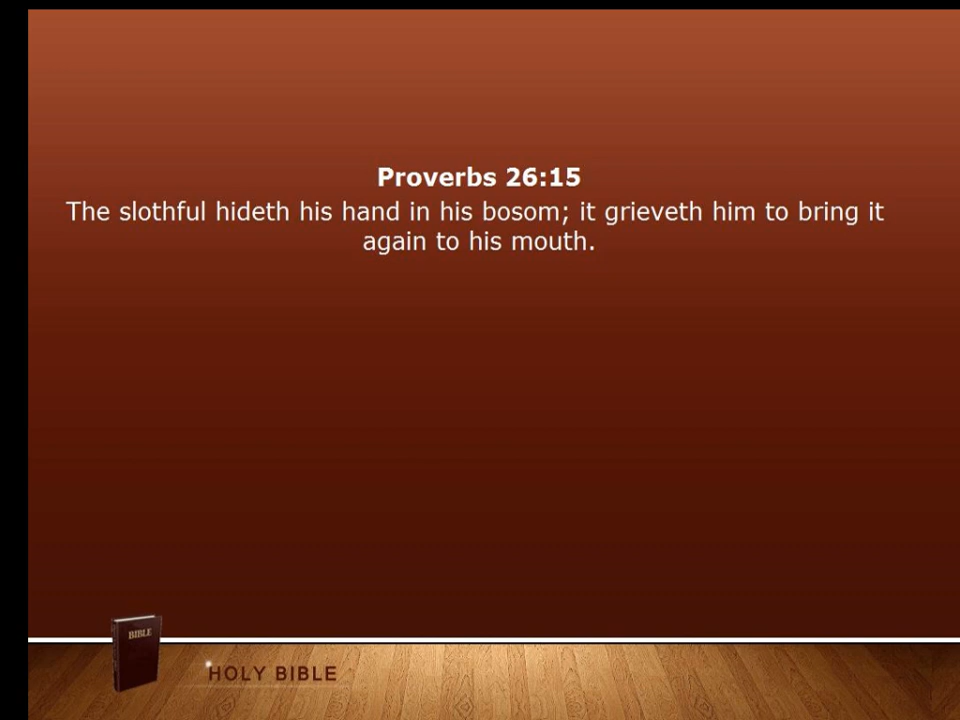 Proverbs 26:15
The slothful hideth his hand in his bosom; it grieveth him to bring it
again to his mouth.
BIBLE
HOLY BIBLE